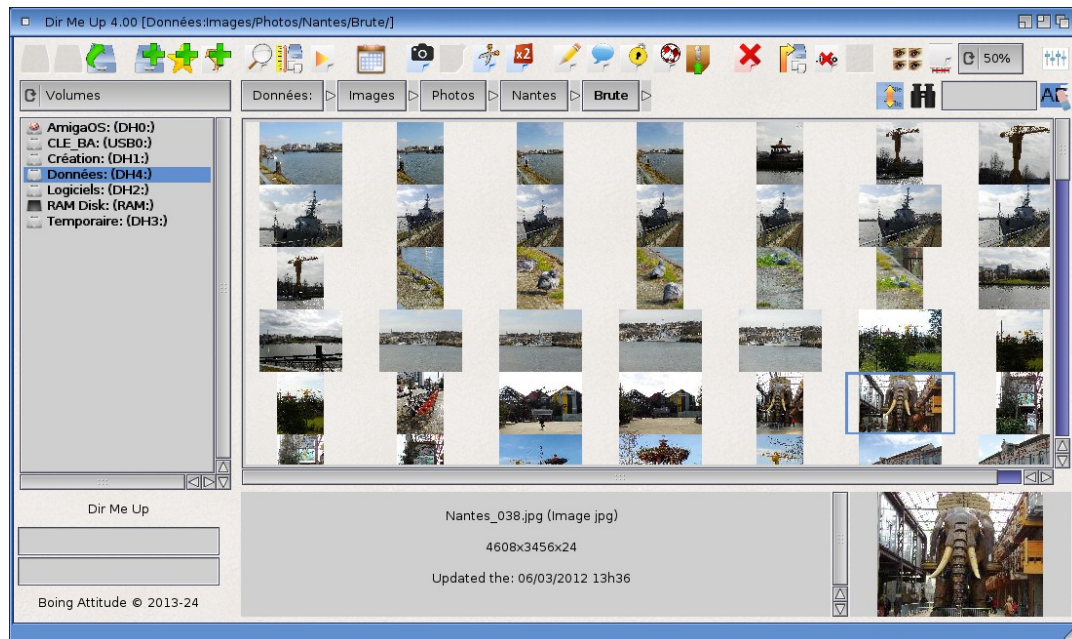 Dir Me Up 4.00 [Données:Images/Photos/Nantes/Brute/]
x2
50%
Volumes
Données:
Images
Photos
Nantes
Brute
AmigaOS: (DH0:)
CLE_BA: (USB0:)
Création: (DH1:)
Données: (DH4:)
Logiciels: (DH2:)
RAM Disk: (RAM:)
Temporaire: (DH3:)
Dir Me Up
Boing Attitude © 2013-24
Nantes_038.jpg (Image jpg)
4608x3456x24
Updated the: 06/03/2012 13h36